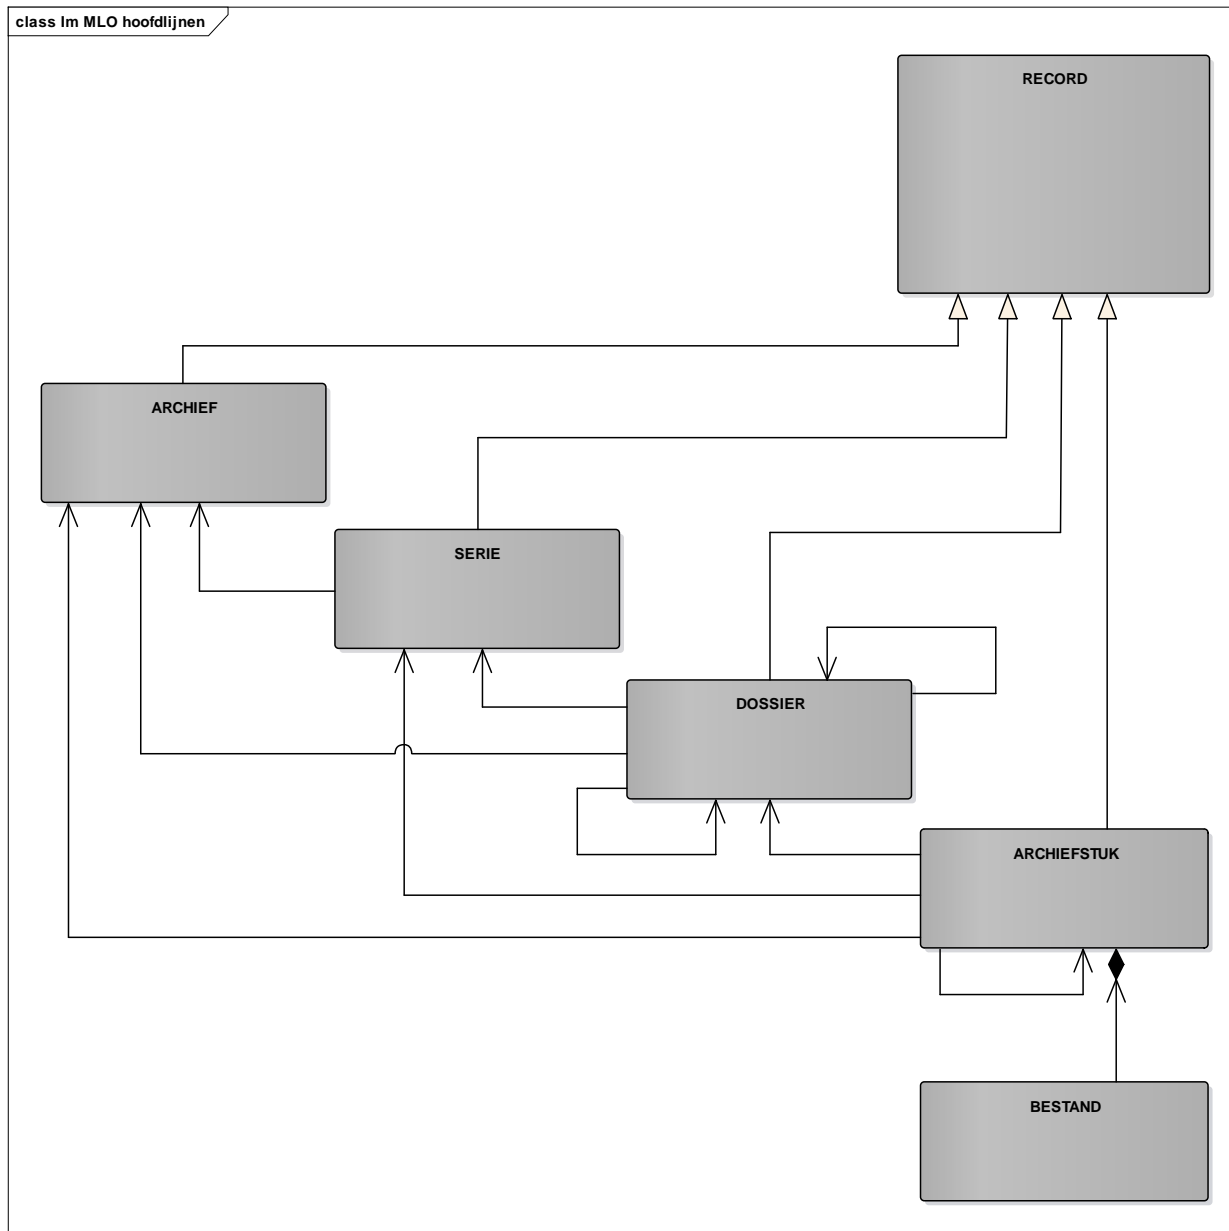 class Im MLO hoofdlijnen
RECORD
ARCHIEF
SERIE
DOSSIER
ARCHIEFSTUK
BESTAND